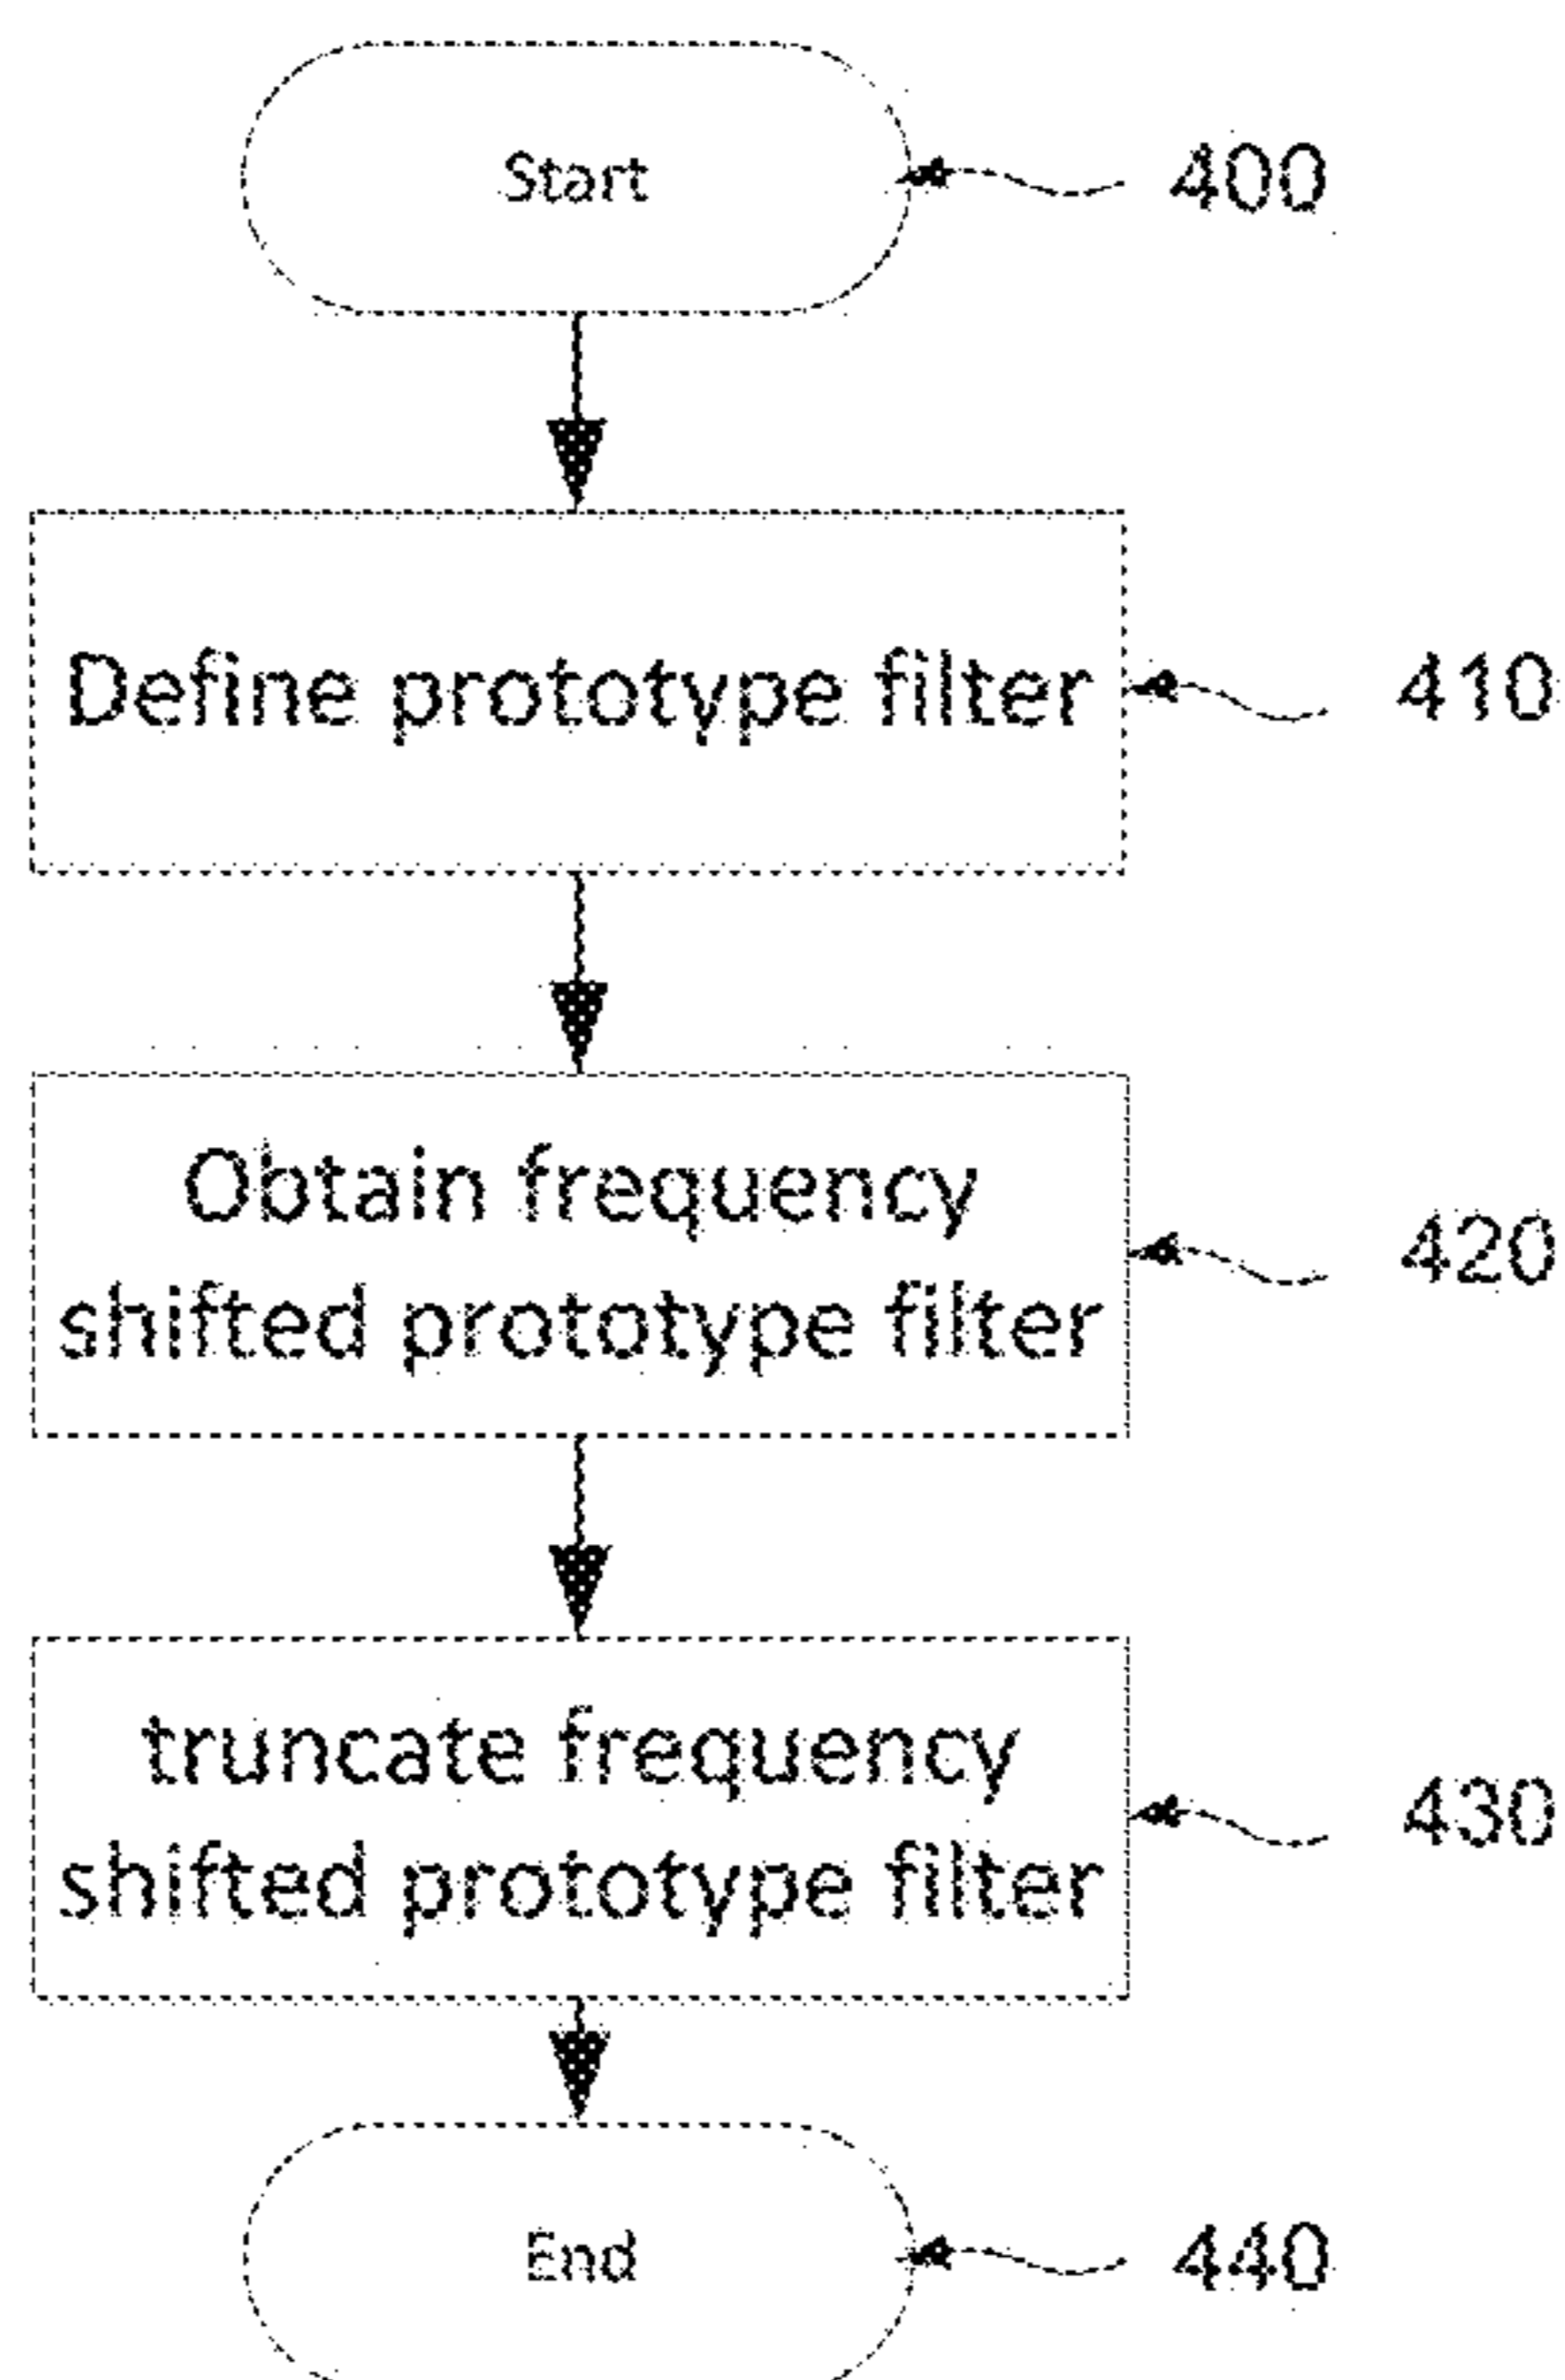 Start
400
Define prototype filter
410
Obtain frequency
shifted prototype filter
420
truncate frequency
shifted prototype filter
430
End
440